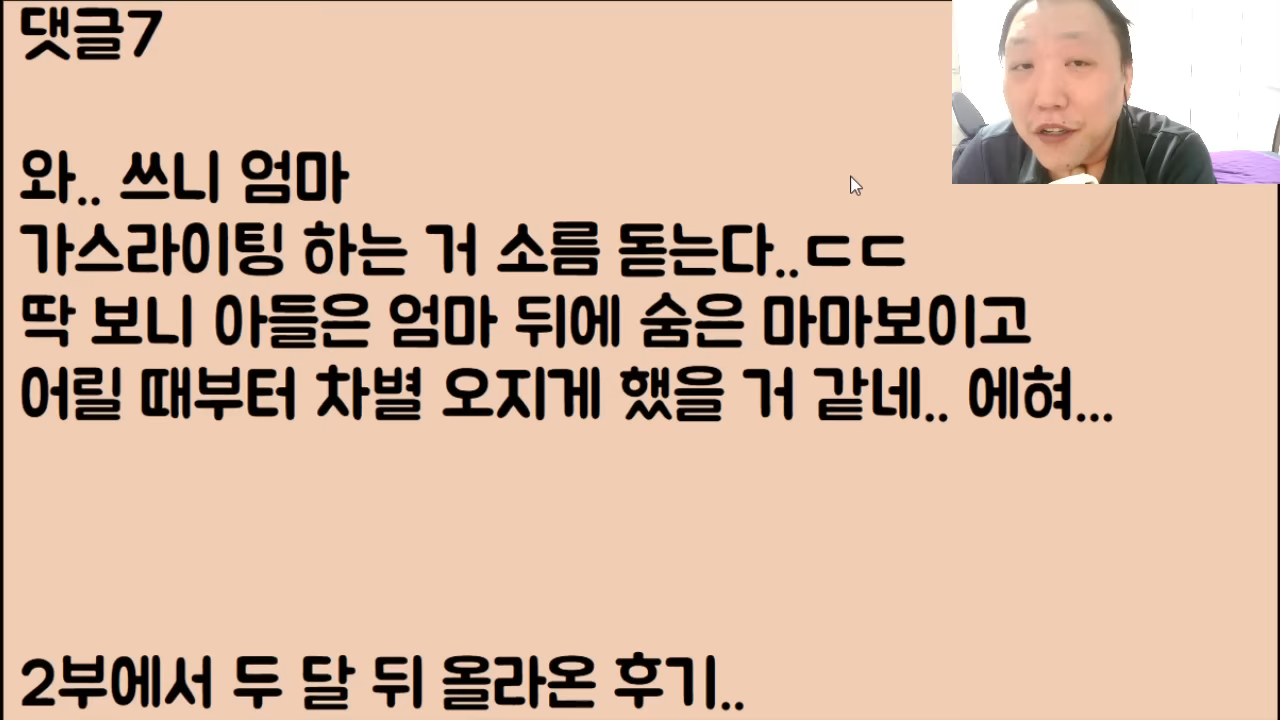 댓글7
와.. 쓰니 엄마
가스라이팅 하는 거 소름 돋는다..ㄷㄷ
딱 보니 아들은 엄마 뒤에 숨은 마마보이고
어릴 때부터 차별 오지게 했을 거 같네.. 에혀...
2부에서 두 달 뒤 올라온 후기..